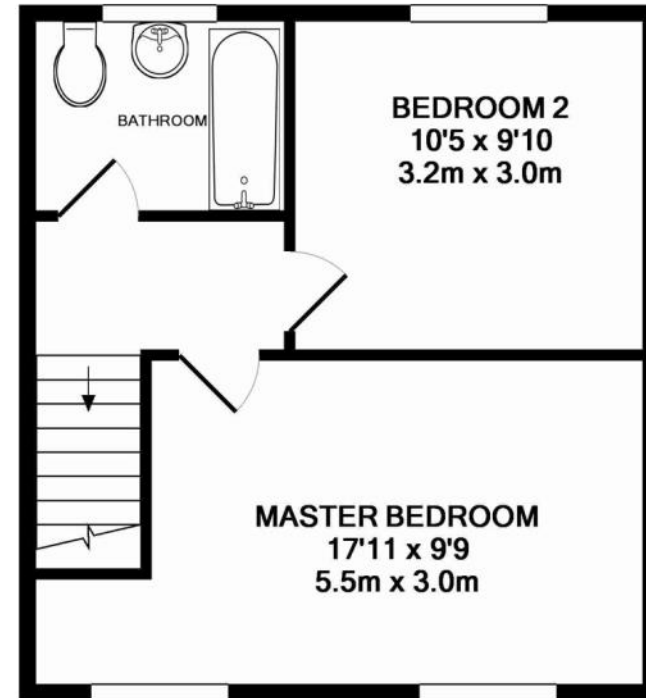 BATHROOM
BEDROOM 2
10'5 x 9'10
3.2m x 3.0m
MASTER BEDROOM
17'11 x 9'9
5.5m x 3.0m